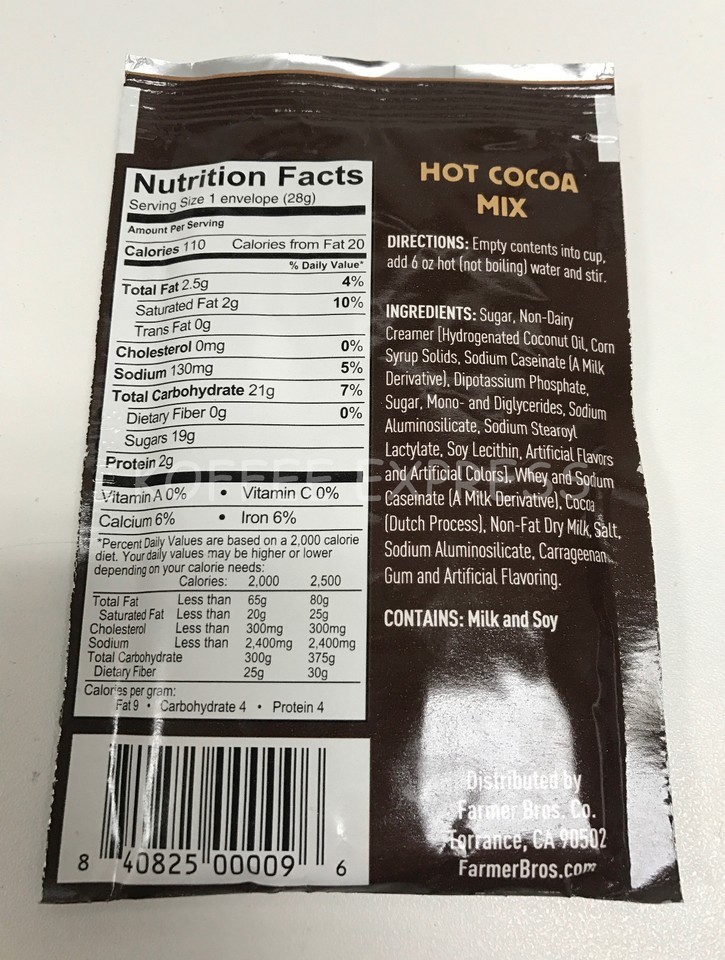 Nutrition Facts
Serving Size 1 envelope (28g)
Amount Per Serving
Calories 110 Calories from Fat 20
% Daily Value*
Total Fat 2.5g 4%
Saturated Fat 2g 10%
Trans Fat 0g
Cholesterol 0mg 0%
Sodium 130mg 5%
Total Carbohydrate 21g 7%
Dietary Fiber 0g 0%
Sugars 19g
Protein 2g
Vitamin A 0% • Vitamin C 0%
Calcium 6% • Iron 6%
*Percent Daily Values are based on a 2,000 calorie
diet. Your daily values may be higher or lower
depending on your calorie needs:
Calories: 2,000 2,500
Total Fat Less than 65g 80g
Saturated Fat Less than 20g 25g
Cholesterol Less than 300mg 300mg
Sodium Less than 2,400mg 2,400mg
Total Carbohydrate 300g 375g
Dietary Fiber 25g 30g
Calories per gram:
Fat 9 • Carbohydrate 4 • Protein 4
8 40825 00009 6
HOT COCOA
MIX
DIRECTIONS: Empty contents into cup,
add 6 oz hot (not boiling) water and stir.
INGREDIENTS: Sugar, Non-Dairy
Creamer (Hydrogenated Coconut Oil, Corn
Syrup Solids, Sodium Caseinate (A Milk
Derivative), Dipotassium Phosphate,
Sugar, Mono- and Diglycerides, Sodium
Aluminosilicate, Sodium Stearoyl
Lactylate, Soy Lecithin, Artificial Flavors
and Artificial Colors), Whey and Sodium
Caseinate (A Milk Derivative), Cocoa
(Dutch Process), Non-Fat Dry Milk, Salt,
Sodium Aluminosilicate, Carrageenan
Gum and Artificial Flavoring.
CONTAINS: Milk and Soy
Distributed by
Farmer Bros. Co.
Torrance, CA 90502
FarmerBros.com
KOFFEE EXPRESS